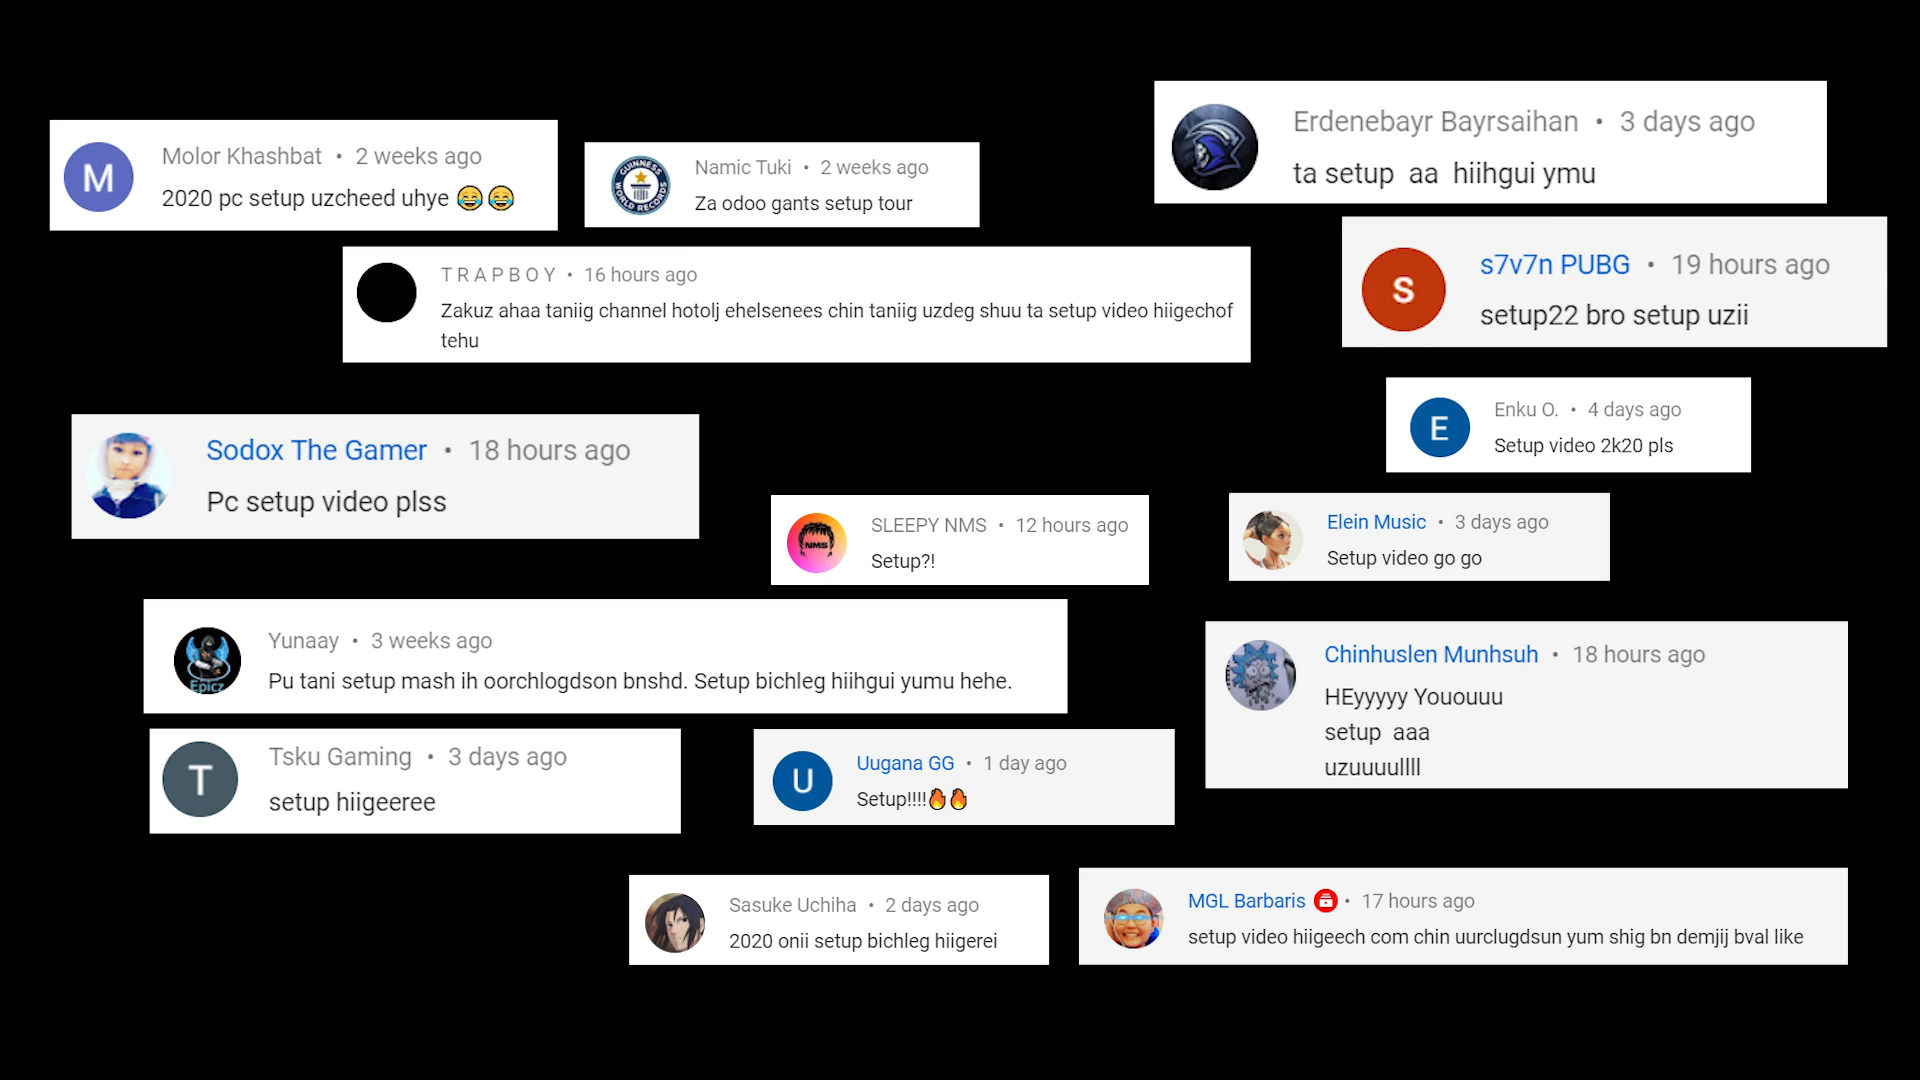 M
Molor Khashbat • 2 weeks ago
2020 pc setup uzcheed uhye 😂😂
GUINNESS WORLD RECORDS
Namic Tuki • 2 weeks ago
Za odoo gants setup tour
Erdenebayr Bayrsaihan • 3 days ago
ta setup aa hiihgui ymu
T R A P B O Y • 16 hours ago
Zakuz ahaa taniig channel hotolj ehelsenees chin taniig uzdeg shuu ta setup video hiigechof
tehu
S
s7v7n PUBG • 19 hours ago
setup22 bro setup uzii
E
Enku O. • 4 days ago
Setup video 2k20 pls
Sodox The Gamer • 18 hours ago
Pc setup video plss
NMS
SLEEPY NMS • 12 hours ago
Setup?!
Elein Music • 3 days ago
Setup video go go
Epicz
Yunaay • 3 weeks ago
Pu tani setup mash ih oorchlogdson bnshd. Setup bichleg hiihgui yumu hehe.
Chinhuslen Munhsuh • 18 hours ago
HEyyyyy Yououuu
setup aaa
uzuuuullll
T
Tsku Gaming • 3 days ago
setup hiigeeree
U
Uugana GG • 1 day ago
Setup!!!!🔥🔥
Sasuke Uchiha • 2 days ago
2020 onii setup bichleg hiigerei
MGL Barbaris • 17 hours ago
setup video hiigeech com chin uurclugdsun yum shig bn demjij bval like